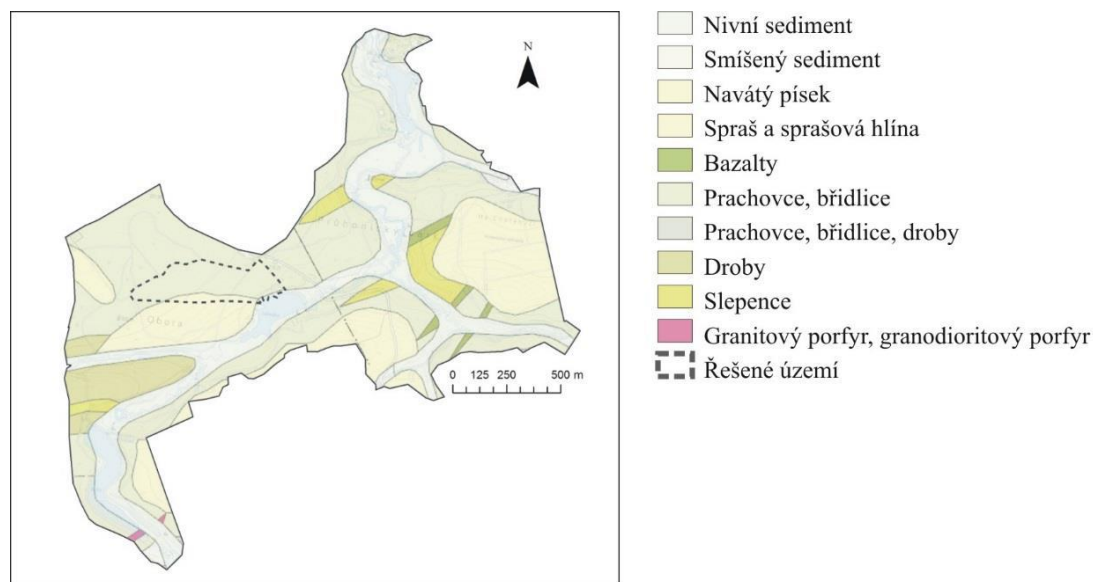 N
Obora
0 125 250 500 m
Nivní sediment
Smíšený sediment
Navátý písek
Spraš a sprašová hlína
Bazalty
Prachovce, břidlice
Prachovce, břidlice, droby
Droby
Slepence
Granitový porfyr, granodioritový porfyr
Řešené území